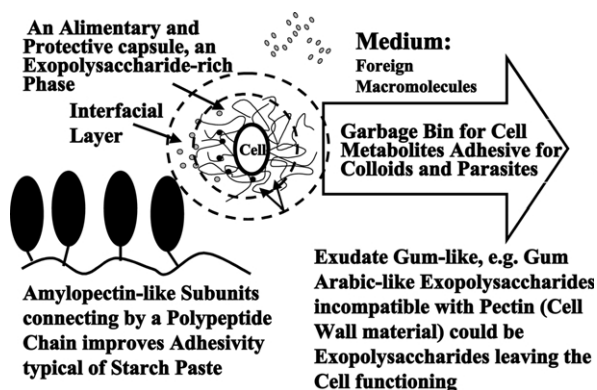 An Alimentary and
Protective capsule, an
Exopolysaccharide-rich
Phase
Interfacial
Layer
Cell
Medium:
Foreign
Macromolecules
Garbage Bin for Cell
Metabolites Adhesive for
Colloids and Parasites
Amylopectin-like Subunits
connecting by a Polypeptide
Chain improves Adhesivity
typical of Starch Paste
Exudate Gum-like, e.g. Gum
Arabic-like Exopolysaccharides
incompatible with Pectin (Cell
Wall material) could be
Exopolysaccharides leaving the
Cell functioning